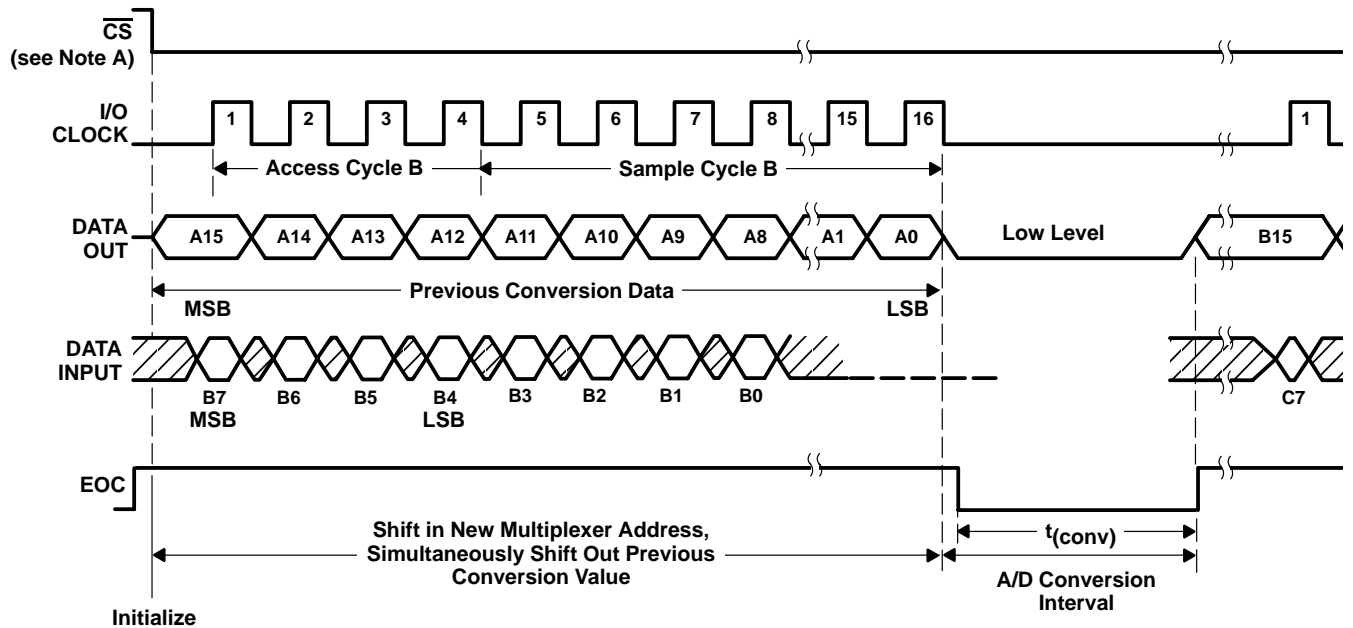 CS
(see Note A)
I/O
CLOCK
1 2 3 4 5 6 7 8 15 16 1
Access Cycle B Sample Cycle B
DATA
OUT
A15 A14 A13 A12 A11 A10 A9 A8 A1 A0 Low Level B15
Previous Conversion Data
MSB LSB
DATA
INPUT
B7 B6 B5 B4 B3 B2 B1 B0 C7
MSB LSB
EOC
Shift in New Multiplexer Address,
Simultaneously Shift Out Previous
Conversion Value
t(conv)
A/D Conversion
Interval
Initialize